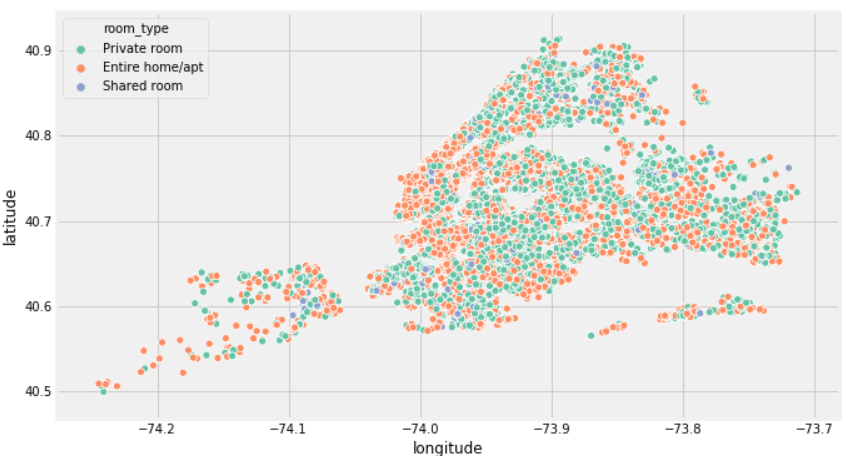 room_type
Private room
Entire home/apt
Shared room
40.9
40.8
40.7
40.6
40.5
latitude
−74.2
−74.1
−74.0
−73.9
−73.8
−73.7
longitude